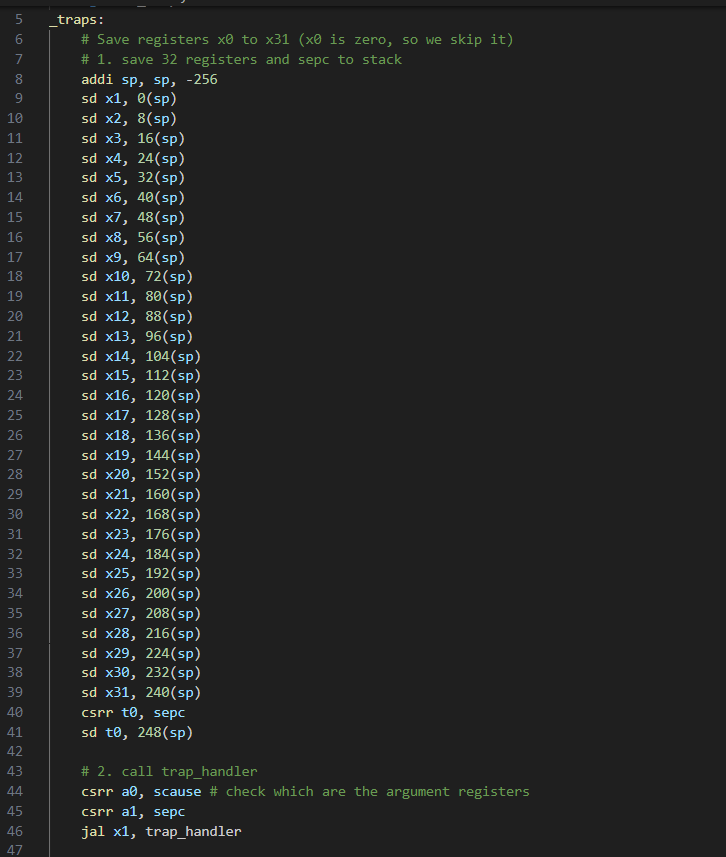 5 _traps:
6     # Save registers x0 to x31 (x0 is zero, so we skip it)
7     # 1. save 32 registers and sepc to stack
8     addi sp, sp, -256
9     sd x1, 0(sp)
10     sd x2, 8(sp)
11     sd x3, 16(sp)
12     sd x4, 24(sp)
13     sd x5, 32(sp)
14     sd x6, 40(sp)
15     sd x7, 48(sp)
16     sd x8, 56(sp)
17     sd x9, 64(sp)
18     sd x10, 72(sp)
19     sd x11, 80(sp)
20     sd x12, 88(sp)
21     sd x13, 96(sp)
22     sd x14, 104(sp)
23     sd x15, 112(sp)
24     sd x16, 120(sp)
25     sd x17, 128(sp)
26     sd x18, 136(sp)
27     sd x19, 144(sp)
28     sd x20, 152(sp)
29     sd x21, 160(sp)
30     sd x22, 168(sp)
31     sd x23, 176(sp)
32     sd x24, 184(sp)
33     sd x25, 192(sp)
34     sd x26, 200(sp)
35     sd x27, 208(sp)
36     sd x28, 216(sp)
37     sd x29, 224(sp)
38     sd x30, 232(sp)
39     sd x31, 240(sp)
40     csrr t0, sepc
41     sd t0, 248(sp)
42
43     # 2. call trap_handler
44     csrr a0, scause # check which are the argument registers
45     csrr a1, sepc
46     jal x1, trap_handler
47